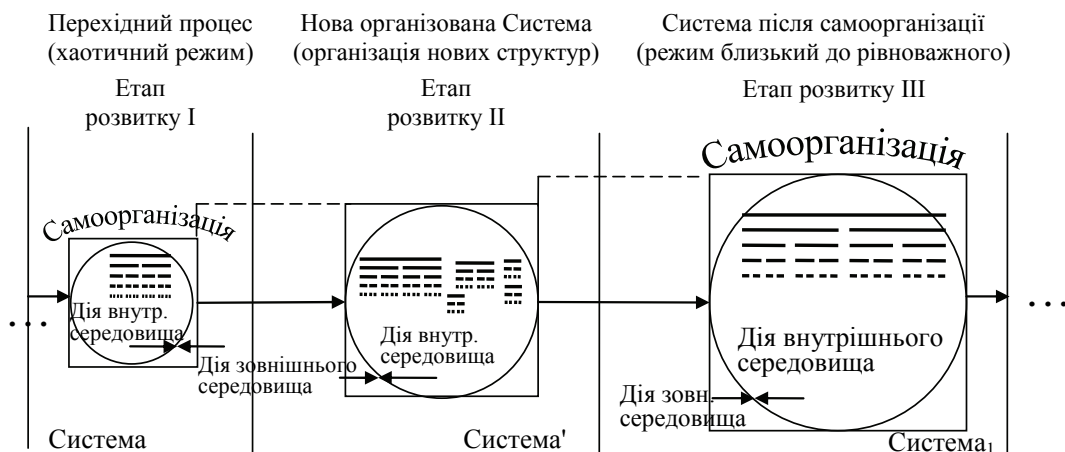 Перехідний процес
(хаотичний режим)
Етап
розвитку I
Нова організована Система
(організація нових структур)
Етап
розвитку II
Система після самоорганізації
(режим близький до рівноважного)
Етап розвитку III
Самоорганізація
Самоорганізація
. . .
Дія внутр.
середовища
Дія зовнішнього
середовища
Дія внутр.
середовища
Дія внутрішнього
середовища
Дія зовн.
середовища
. . .
Система
Система'
Система₁